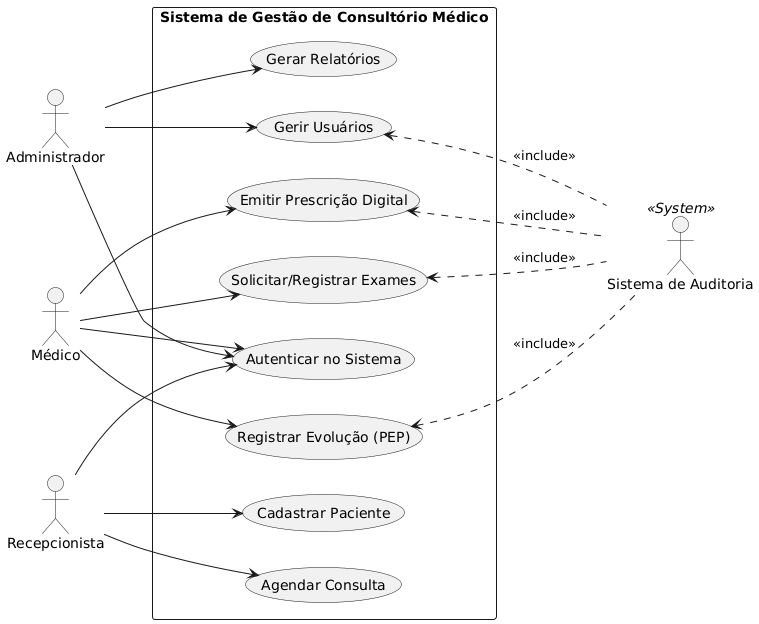 Sistema de Gestão de Consultório Médico
Gerar Relatórios
Administrador
Gerir Usuários
«include»
Emitir Prescrição Digital
«include»
«System»
Sistema de Auditoria
Solicitar/Registrar Exames
«include»
Médico
Autenticar no Sistema
«include»
Registrar Evolução (PEP)
Recepcionista
Cadastrar Paciente
Agendar Consulta